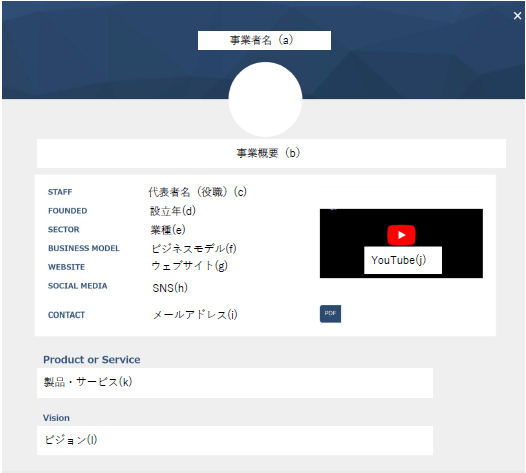 ×
事業者名（a）
事業概要（b）
STAFF 代表者名（役職）(c)
FOUNDED 設立年(d)
SECTOR 業種(e)
BUSINESS MODEL ビジネスモデル(f)
WEBSITE ウェブサイト(g)
SOCIAL MEDIA SNS(h)
CONTACT メールアドレス(i)
YouTube(j)
PDF
Product or Service
製品・サービス(k)
Vision
ビジョン(l)